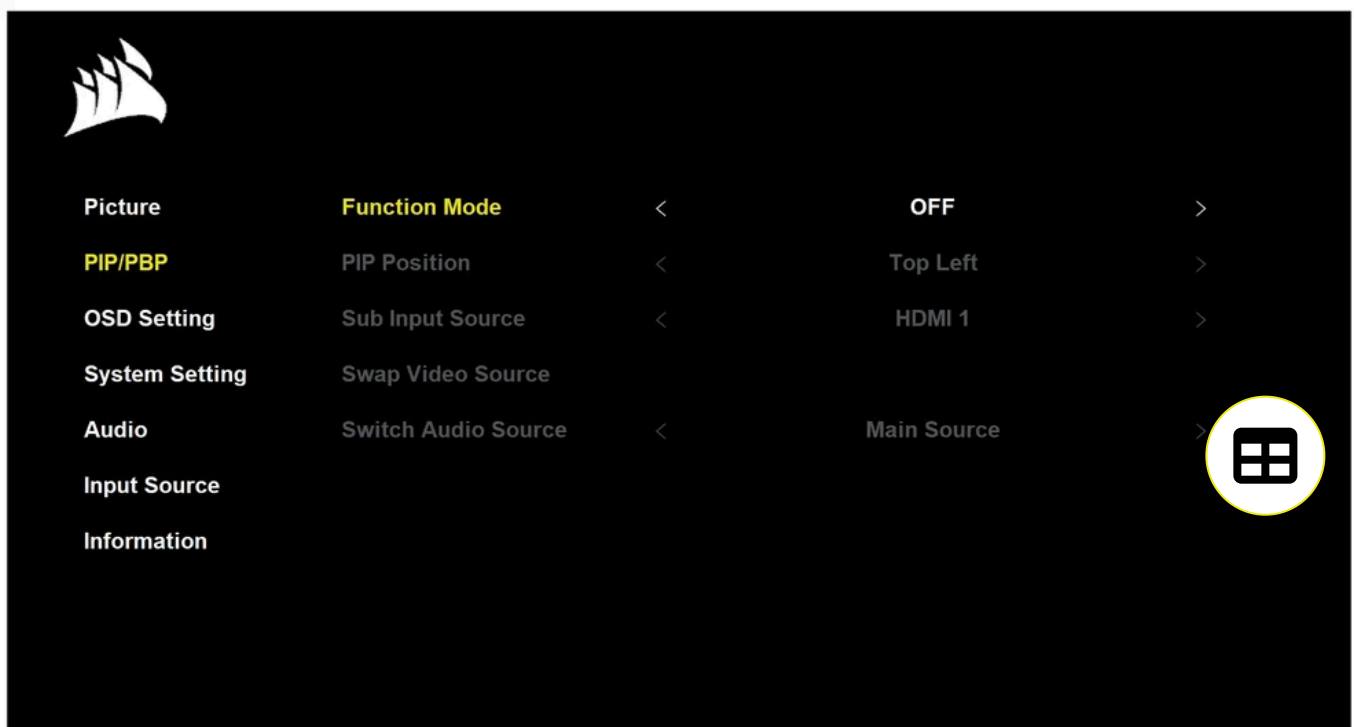 Picture Function Mode < OFF >
PIP/PBP PIP Position < Top Left >
OSD Setting Sub Input Source < HDMI 1 >
System Setting Swap Video Source
Audio Switch Audio Source < Main Source >
Input Source
Information